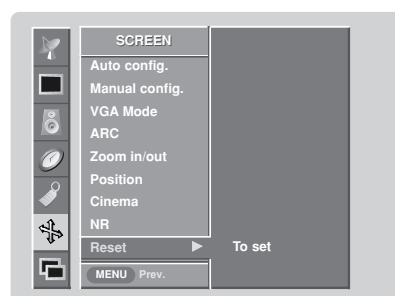 SCREEN
Auto config.
Manual config.
VGA Mode
ARC
Zoom in/out
Position
Cinema
NR
Reset ▶ To set
MENU Prev.